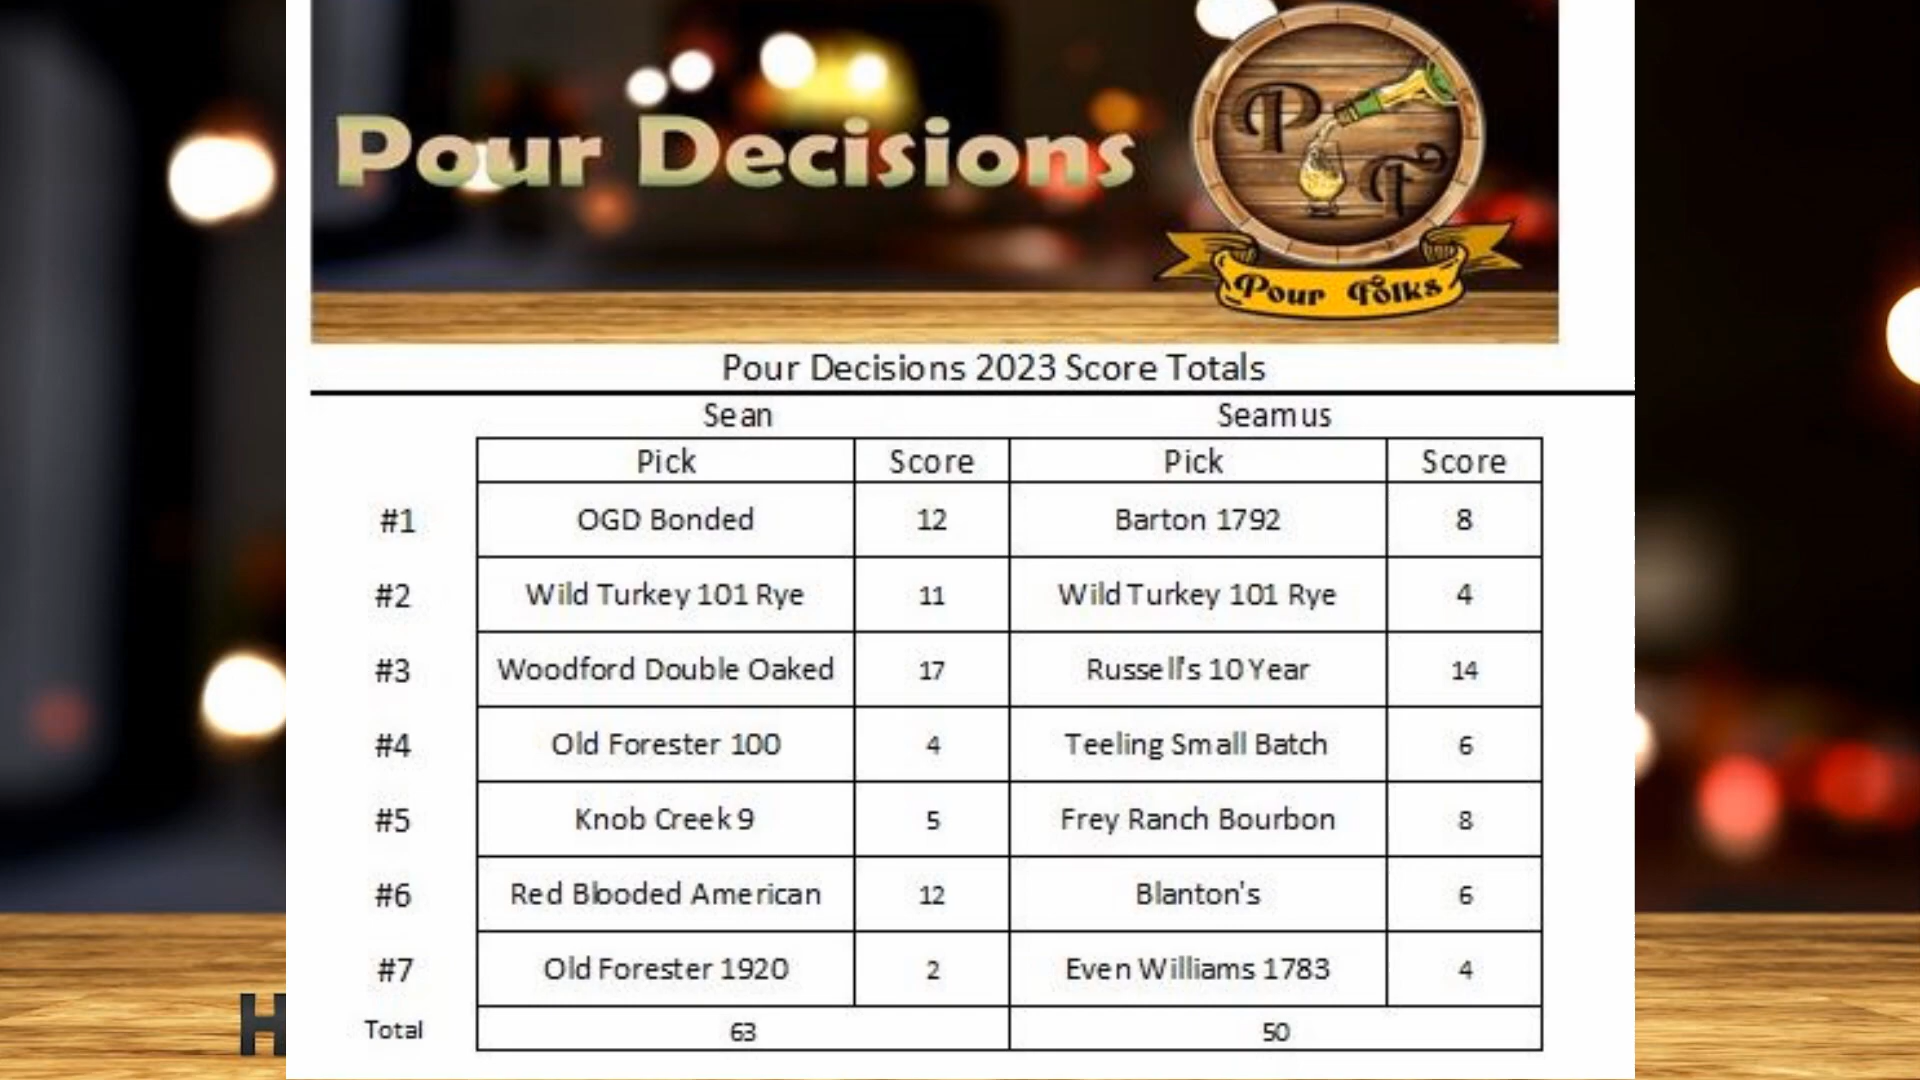 Pour Decisions
P
F
Pour Folks
Pour Decisions 2023 Score Totals
Sean Seamus
Pick Score Pick Score
#1 OGD Bonded 12 Barton 1792 8
#2 Wild Turkey 101 Rye 11 Wild Turkey 101 Rye 4
#3 Woodford Double Oaked 17 Russell's 10 Year 14
#4 Old Forester 100 4 Teeling Small Batch 6
#5 Knob Creek 9 5 Frey Ranch Bourbon 8
#6 Red Blooded American 12 Blanton's 6
#7 Old Forester 1920 2 Even Williams 1783 4
Total 63 50
H